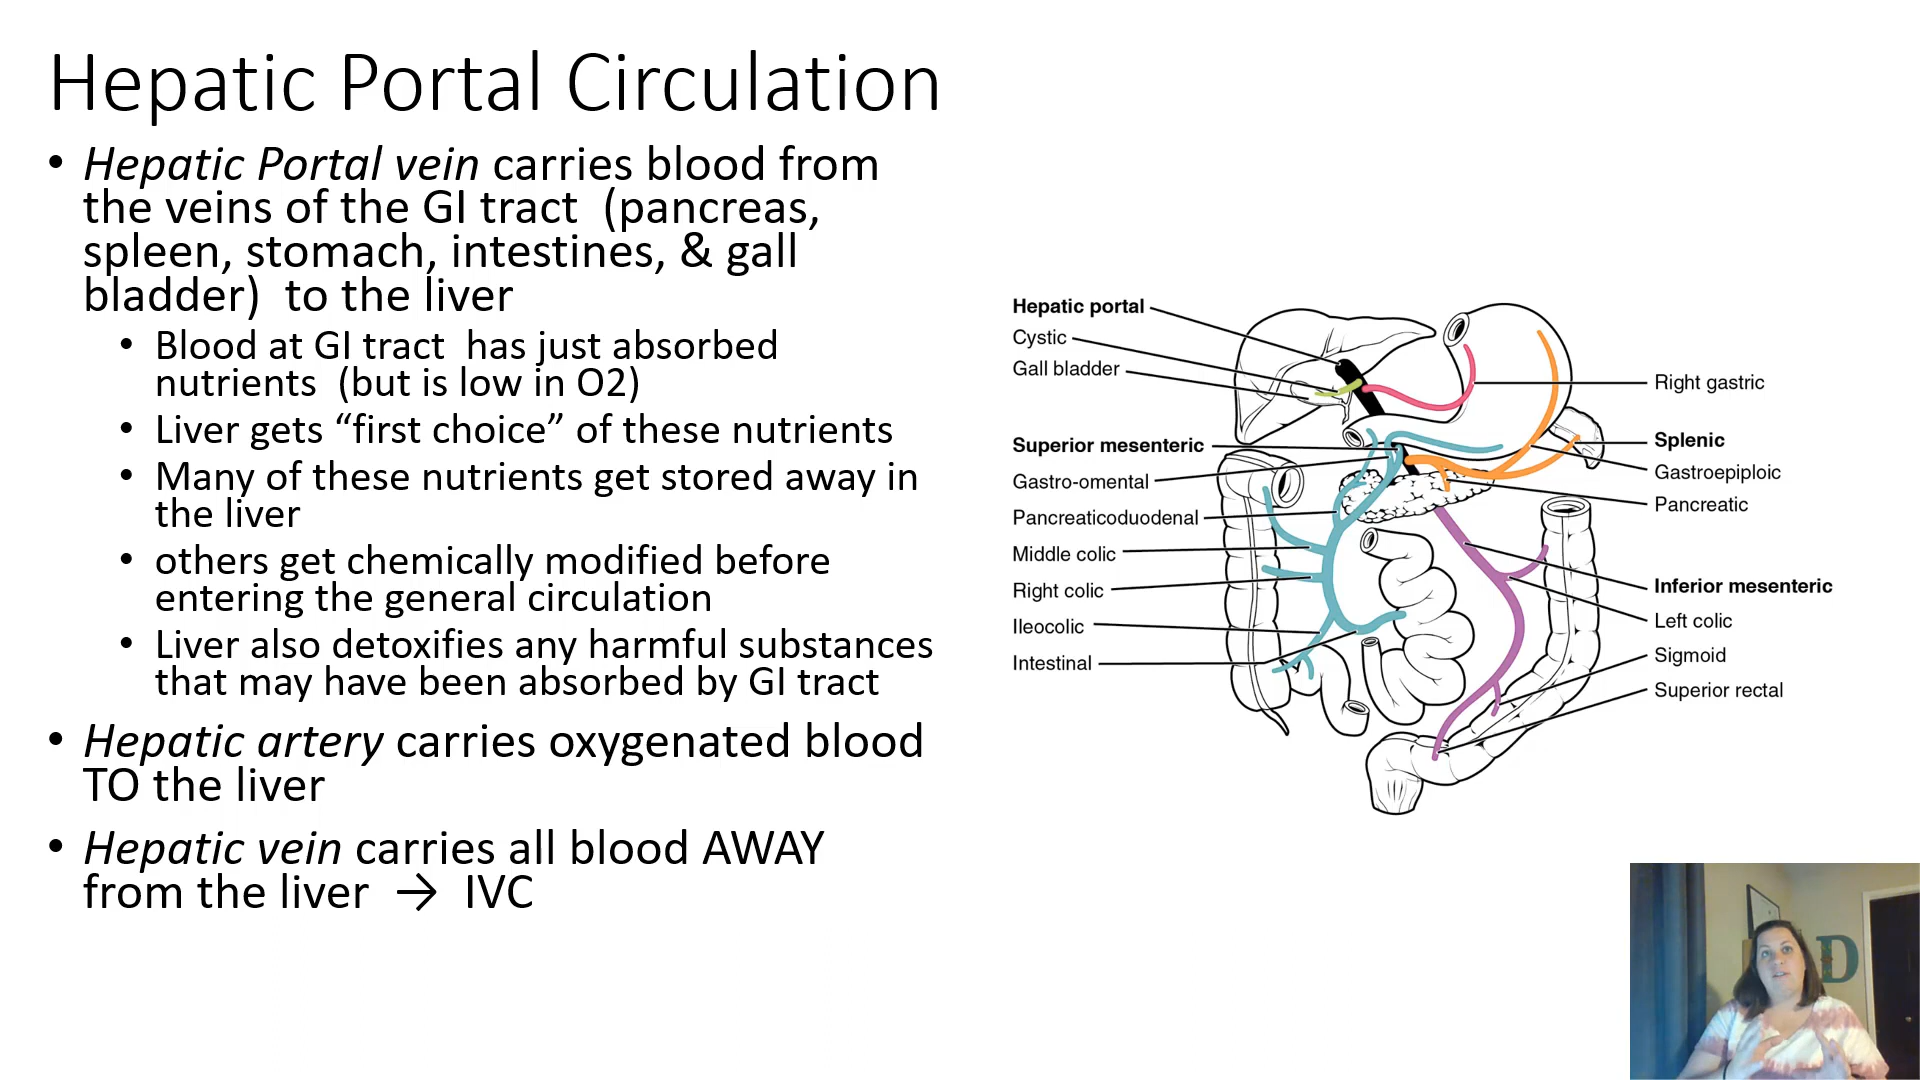 Hepatic Portal Circulation
• Hepatic Portal vein carries blood from
the veins of the GI tract (pancreas,
spleen, stomach, intestines, & gall
bladder) to the liver
• Blood at GI tract has just absorbed
nutrients (but is low in O2)
• Liver gets “first choice” of these nutrients
• Many of these nutrients get stored away in
the liver
• others get chemically modified before
entering the general circulation
• Liver also detoxifies any harmful substances
that may have been absorbed by GI tract
• Hepatic artery carries oxygenated blood
TO the liver
• Hepatic vein carries all blood AWAY
from the liver → IVC
Hepatic portal
Cystic
Gall bladder
Superior mesenteric
Gastro-omental
Pancreaticoduodenal
Middle colic
Right colic
Ileocolic
Intestinal
Right gastric
Splenic
Gastroepiploic
Pancreatic
Inferior mesenteric
Left colic
Sigmoid
Superior rectal
D